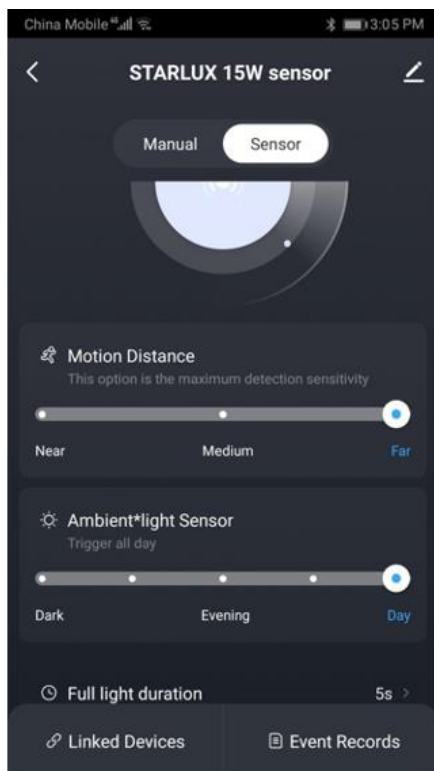 China Mobile 4G 3:05 PM
STARLUX 15W sensor
Manual Sensor
Motion Distance
This option is the maximum detection sensitivity
Near Medium Far
Ambient*light Sensor
Trigger all day
Dark Evening Day
Full light duration 5s >
Linked Devices Event Records